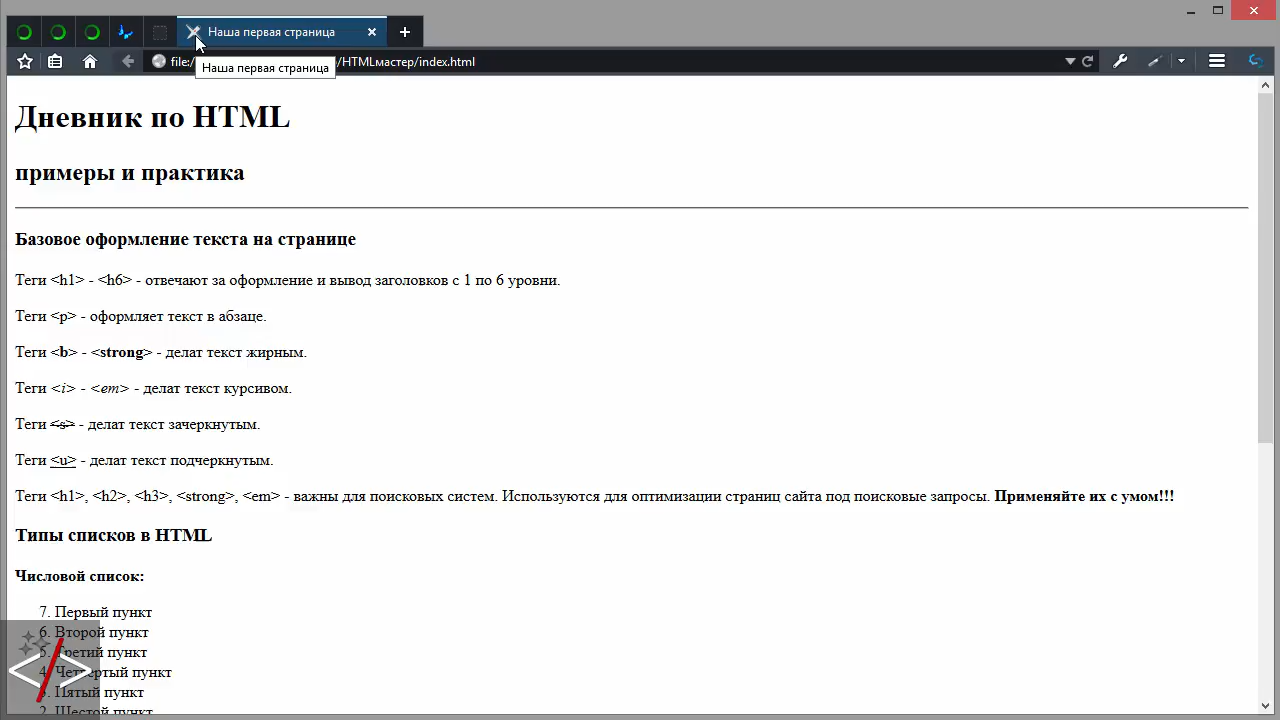 Наша первая страница
file:/
/HTMLмастер/index.html
Наша первая страница
Дневник по HTML
примеры и практика
Базовое оформление текста на странице
Теги <h1> - <h6> - отвечают за оформление и вывод заголовков с 1 по 6 уровни.
Теги <p> - оформляет текст в абзаце.
Теги <b> - <strong> - делат текст жирным.
Теги <i> - <em> - делат текст курсивом.
Теги <s> - делат текст зачеркнутым.
Теги <u> - делат текст подчеркнутым.
Теги <h1>, <h2>, <h3>, <strong>, <em> - важны для поисковых систем. Используются для оптимизации страниц сайта под поисковые запросы. Применяйте их с умом!!!
Типы списков в HTML
Числовой список:
7. Первый пункт
6. Второй пункт
5. Третий пункт
4. Четвертый пункт
3. Пятый пункт
2. Шестой пункт